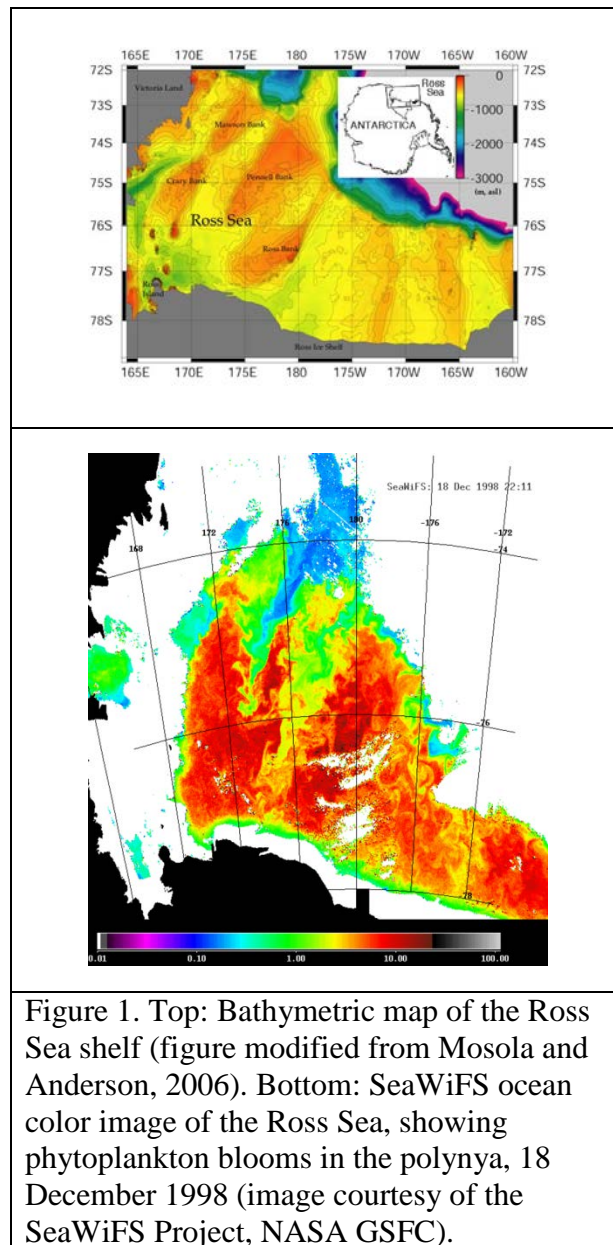 165E 170E 175E 180 175W 170W 165W 160W
72S 72S
Victoria Land
Ross
Sea
0
73S 73S
Mawson Bank
ANTARCTICA
-1000
74S 74S
-2000
Crary Bank Pennell Bank
75S 75S
-3000
(m, asl)
Ross Sea
76S 76S
Ross Bank
77S 77S
Ross
Island
78S 78S
Ross Ice Shelf
165E 170E 175E 180 175W 170W 165W 160W
SeaWiFS: 18 Dec 1998 22:11
168 172 176 180 -176 -172
-74
-76
-78
0.01 0.10 1.00 10.00 100.00
Figure 1. Top: Bathymetric map of the Ross
Sea shelf (figure modified from Mosola and
Anderson, 2006). Bottom: SeaWiFS ocean
color image of the Ross Sea, showing
phytoplankton blooms in the polynya, 18
December 1998 (image courtesy of the
SeaWiFS Project, NASA GSFC).